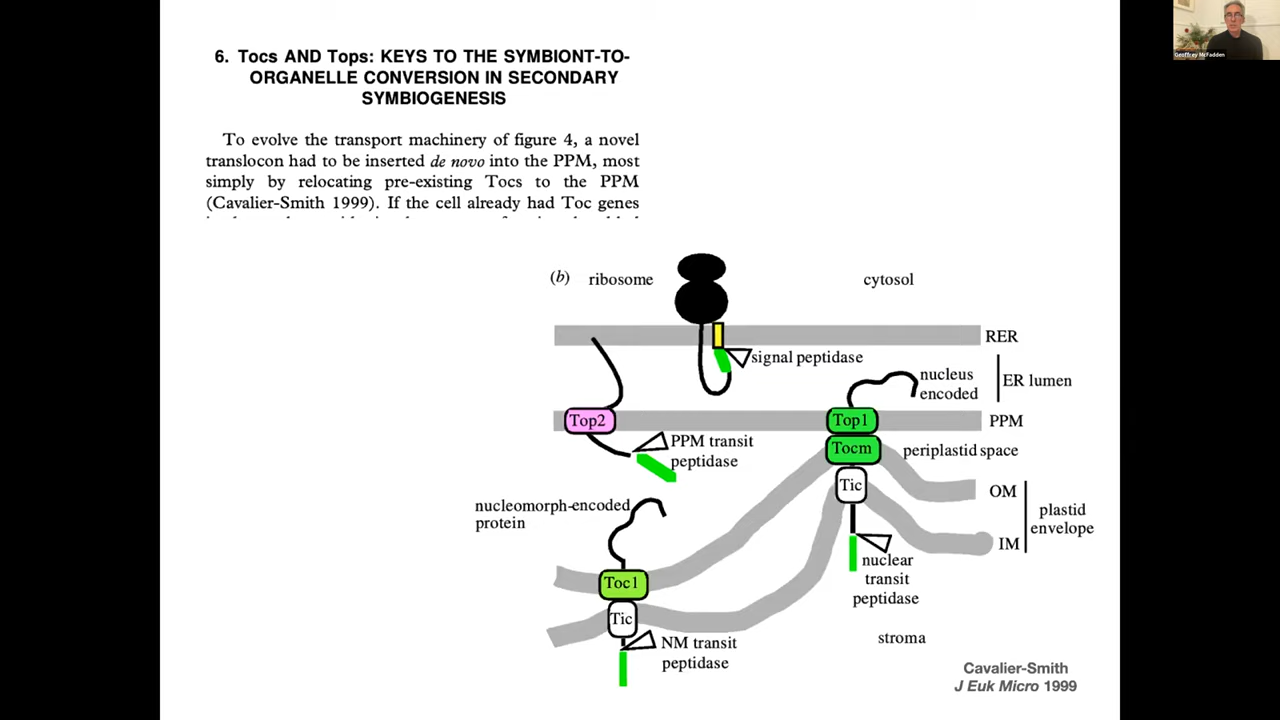 Geoffrey McFadden
6. Tocs AND Tops: KEYS TO THE SYMBIONT-TO-
ORGANELLE CONVERSION IN SECONDARY
SYMBIOGENESIS
To evolve the transport machinery of figure 4, a novel
translocon had to be inserted de novo into the PPM, most
simply by relocating pre-existing Tocs to the PPM
(Cavalier-Smith 1999). If the cell already had Toc genes
(b) ribosome
cytosol
RER
signal peptidase
nucleus
encoded
ER lumen
Top2
Top1
PPM
PPM transit
peptidase
Tocm
periplastid space
Tic
OM
plastid
envelope
IM
nucleomorph-encoded
protein
nuclear
transit
peptidase
Toc1
Tic
NM transit
peptidase
stroma
Cavalier-Smith
J Euk Micro 1999